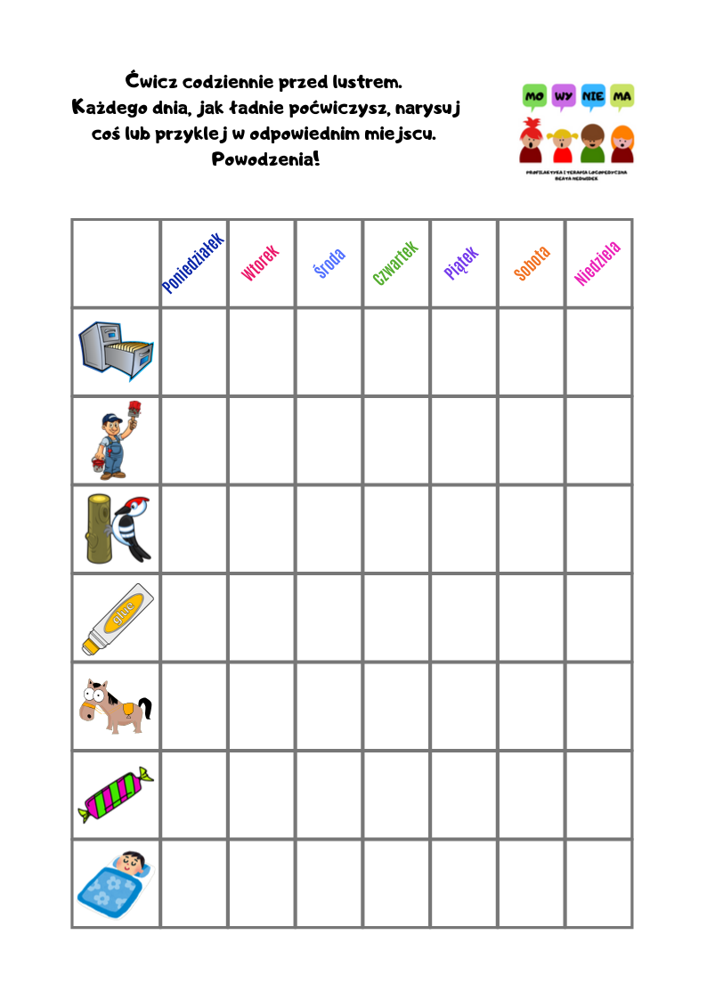 Ćwicz codziennie przed lustrem.
Każdego dnia, jak ładnie poćwiczysz, narysuj
coś lub przyklej w odpowiednim miejscu.
Powodzenia!
MO WY NIE MA
PROFILAKTYKA I TERAPIA LOGOPEDYCZNA
BEATA NEDWIDEK
Poniedziałek Wtorek Środa Czwartek Piątek Sobota Niedziela
glue